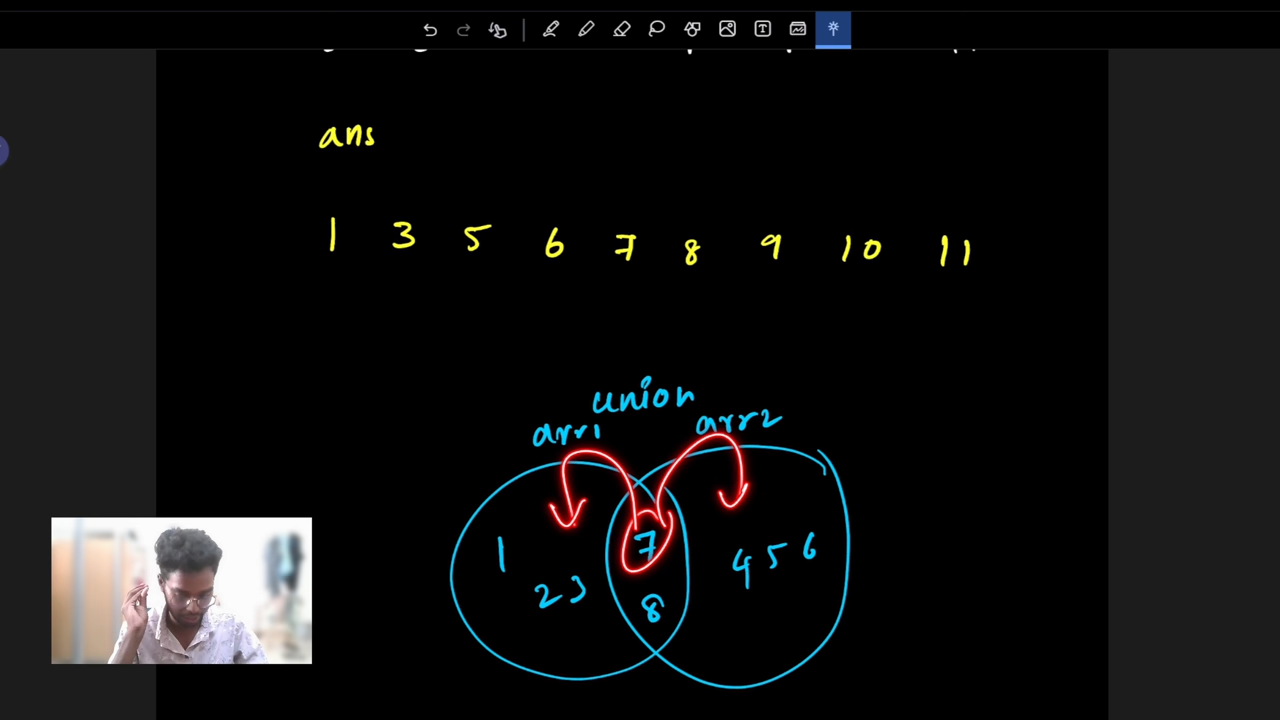 ans
1 3 5 6 7 8 9 10 11
union
arr1 arr2
1 7 4 5 6
2 3 8